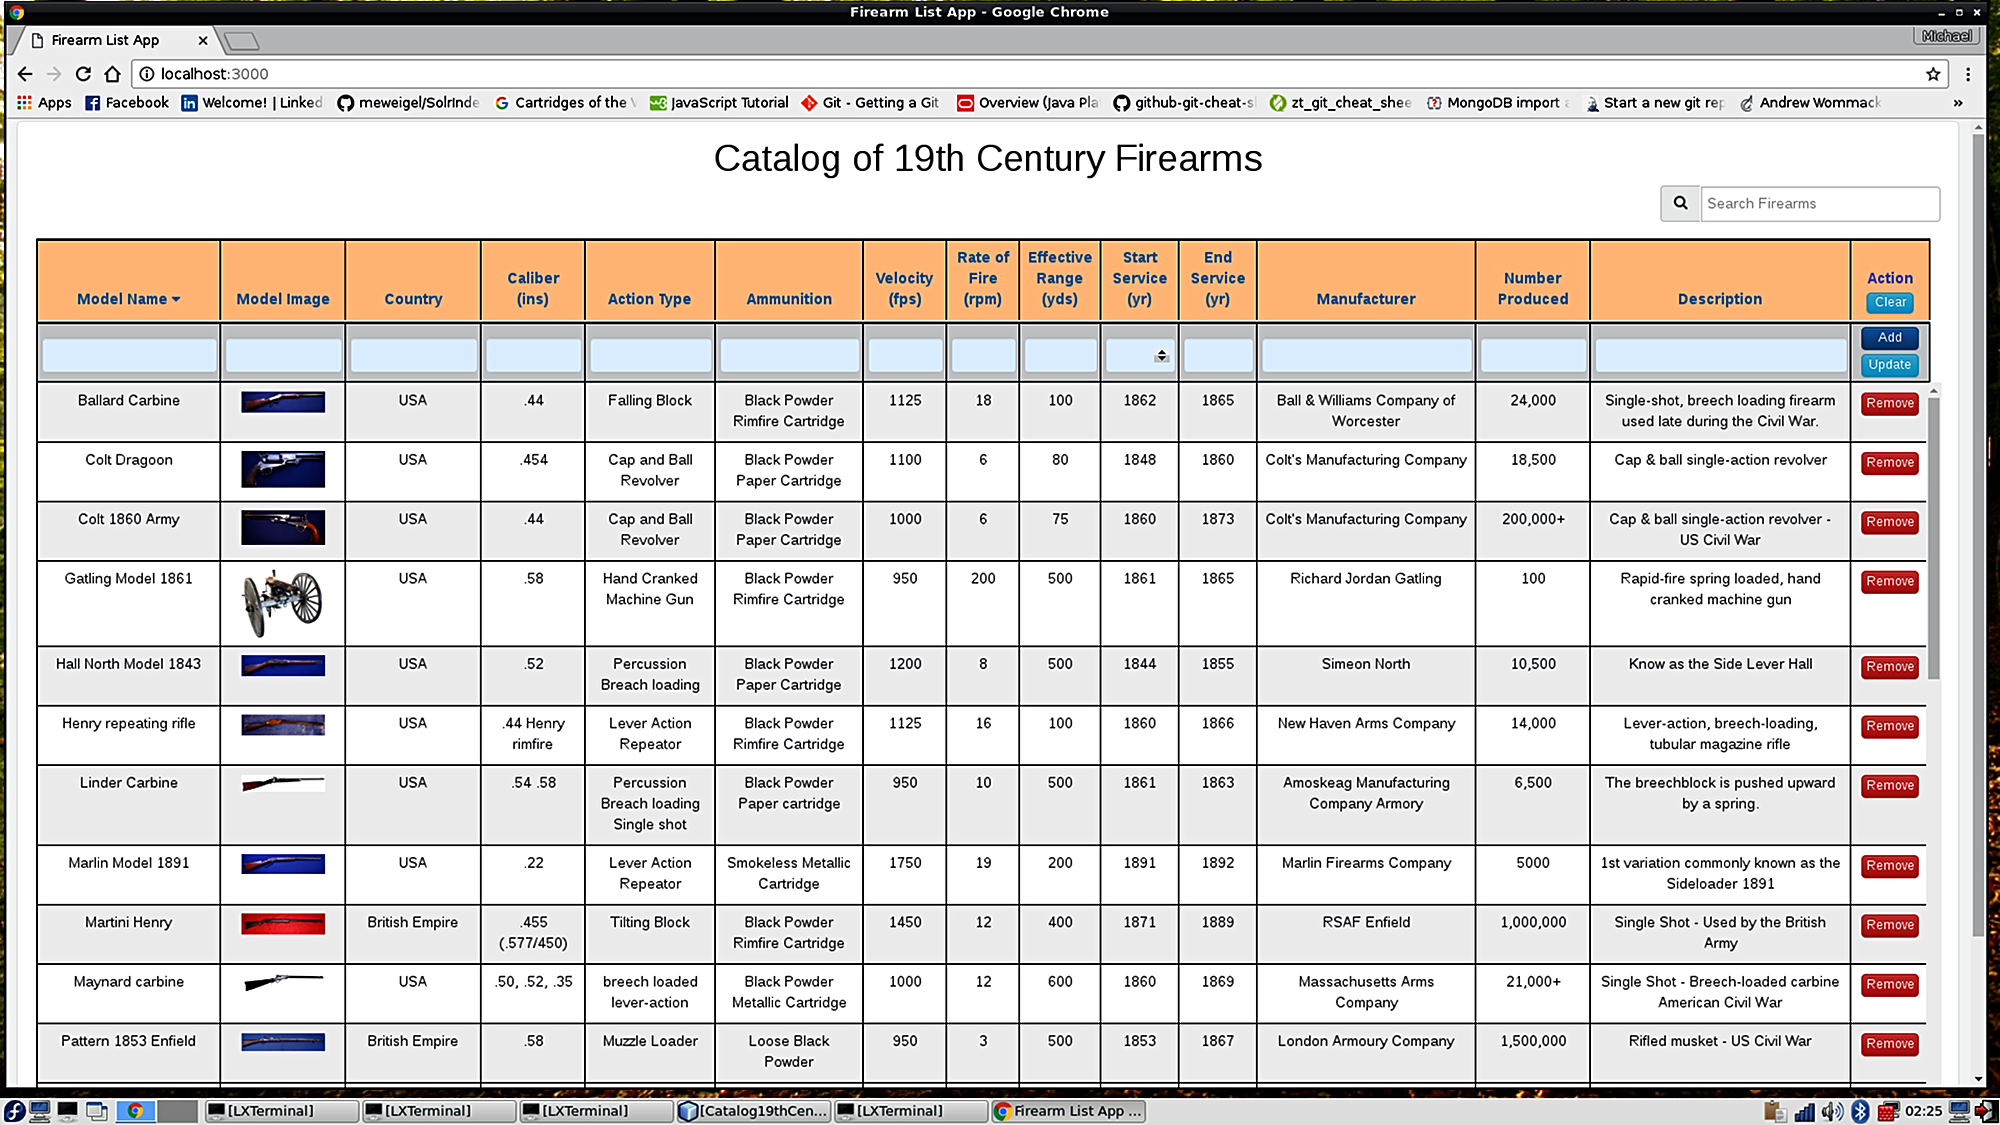 Firearm List App - Google Chrome
Firearm List App
Michael
localhost:3000
Apps Facebook Welcome! | Linked meweigel/SolrInde Cartridges of the JavaScript Tutorial Git - Getting a Git Overview (Java Pla github-git-cheat-s zt_git_cheat_shee MongoDB import Start a new git rep Andrew Wommack »
Catalog of 19th Century Firearms
Search Firearms
Model Name Model Image Country Caliber (ins) Action Type Ammunition Velocity (fps) Rate of Fire (rpm) Effective Range (yds) Start Service (yr) End Service (yr) Manufacturer Number Produced Description Action Clear
Add
Update
Ballard Carbine USA .44 Falling Block Black Powder Rimfire Cartridge 1125 18 100 1862 1865 Ball & Williams Company of Worcester 24,000 Single-shot, breech loading firearm used late during the Civil War. Remove
Colt Dragoon USA .454 Cap and Ball Revolver Black Powder Paper Cartridge 1100 6 80 1848 1860 Colt's Manufacturing Company 18,500 Cap & ball single-action revolver Remove
Colt 1860 Army USA .44 Cap and Ball Revolver Black Powder Paper Cartridge 1000 6 75 1860 1873 Colt's Manufacturing Company 200,000+ Cap & ball single-action revolver - US Civil War Remove
Gatling Model 1861 USA .58 Hand Cranked Machine Gun Black Powder Rimfire Cartridge 950 200 500 1861 1865 Richard Jordan Gatling 100 Rapid-fire spring loaded, hand cranked machine gun Remove
Hall North Model 1843 USA .52 Percussion Breach loading Black Powder Paper Cartridge 1200 8 500 1844 1855 Simeon North 10,500 Know as the Side Lever Hall Remove
Henry repeating rifle USA .44 Henry rimfire Lever Action Repeator Black Powder Rimfire Cartridge 1125 16 100 1860 1866 New Haven Arms Company 14,000 Lever-action, breech-loading, tubular magazine rifle Remove
Linder Carbine USA .54 .58 Percussion Breach loading Single shot Black Powder Paper cartridge 950 10 500 1861 1863 Amoskeag Manufacturing Company Armory 6,500 The breechblock is pushed upward by a spring. Remove
Marlin Model 1891 USA .22 Lever Action Repeator Smokeless Metallic Cartridge 1750 19 200 1891 1892 Marlin Firearms Company 5000 1st variation commonly known as the Sideloader 1891 Remove
Martini Henry British Empire .455 (.577/450) Tilting Block Black Powder Rimfire Cartridge 1450 12 400 1871 1889 RSAF Enfield 1,000,000 Single Shot - Used by the British Army Remove
Maynard carbine USA .50, .52, .35 breech loaded lever-action Black Powder Metallic Cartridge 1000 12 600 1860 1869 Massachusetts Arms Company 21,000+ Single Shot - Breech-loaded carbine American Civil War Remove
Pattern 1853 Enfield British Empire .58 Muzzle Loader Loose Black Powder 950 3 500 1853 1867 London Armoury Company 1,500,000 Rifled musket - US Civil War Remove
[LXTerminal] [LXTerminal] [LXTerminal] [Catalog19thCen... [LXTerminal] Firearm List App ... 02:25